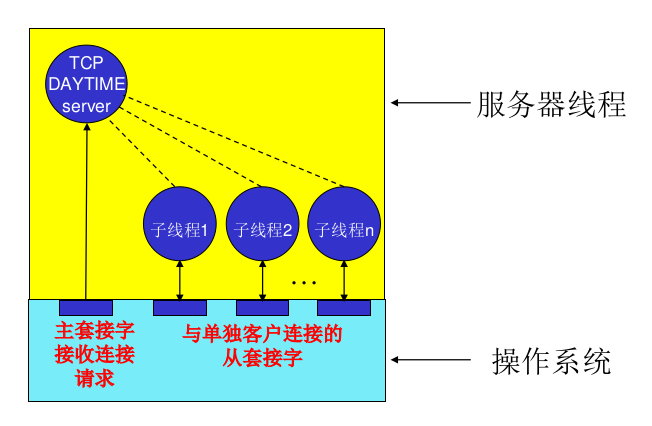 TCP
DAYTIME
server
服务器线程
子线程1
子线程2
子线程n
…
主套接字
接收连接
请求
与单独客户连接的
从套接字
操作系统